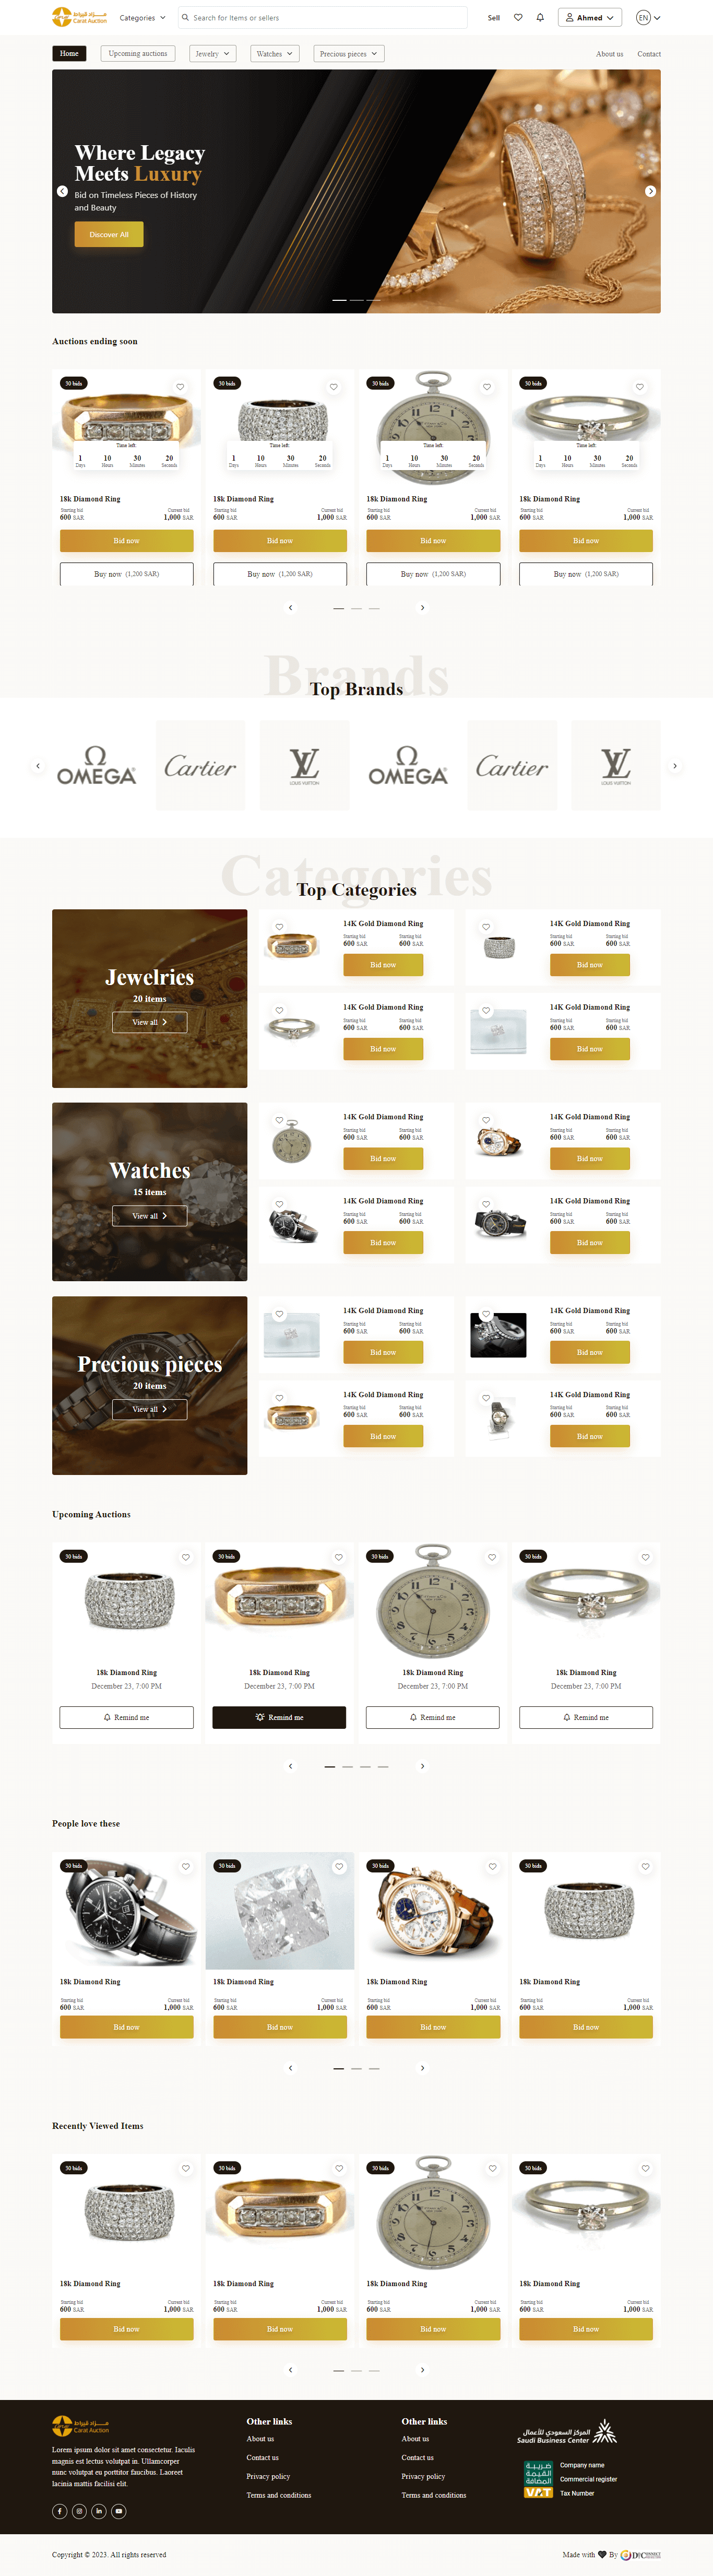 مـــزاد قيراط
Carat Auction
Categories
Search for Items or sellers
Sell
Ahmed
EN
Home
Upcoming auctions
Jewelry
Watches
Precious pieces
About us
Contact
Where Legacy
Meets Luxury
Bid on Timeless Pieces of History
and Beauty
Discover All
Auctions ending soon
30 bids
30 bids
30 bids
30 bids
Time left
Time left
Time left
Time left
1 10 30 20
Days Hours Minutes Seconds
1 10 30 20
Days Hours Minutes Seconds
1 10 30 20
Days Hours Minutes Seconds
1 10 30 20
Days Hours Minutes Seconds
18k Diamond Ring
18k Diamond Ring
18k Diamond Ring
18k Diamond Ring
Starting bid Current bid
600 SAR 1,000 SAR
Starting bid Current bid
600 SAR 1,000 SAR
Starting bid Current bid
600 SAR 1,000 SAR
Starting bid Current bid
600 SAR 1,000 SAR
Bid now
Bid now
Bid now
Bid now
Buy now (1,200 SAR)
Buy now (1,200 SAR)
Buy now (1,200 SAR)
Buy now (1,200 SAR)
Brands
Top Brands
OMEGA
Cartier
LOUIS VUITTON
OMEGA
Cartier
LOUIS VUITTON
Categories
Top Categories
Jewelries
20 items
View all
14K Gold Diamond Ring
Starting bid Starting bid
600 SAR 600 SAR
Bid now
14K Gold Diamond Ring
Starting bid Starting bid
600 SAR 600 SAR
Bid now
14K Gold Diamond Ring
Starting bid Starting bid
600 SAR 600 SAR
Bid now
14K Gold Diamond Ring
Starting bid Starting bid
600 SAR 600 SAR
Bid now
Watches
15 items
View all
14K Gold Diamond Ring
Starting bid Starting bid
600 SAR 600 SAR
Bid now
14K Gold Diamond Ring
Starting bid Starting bid
600 SAR 600 SAR
Bid now
14K Gold Diamond Ring
Starting bid Starting bid
600 SAR 600 SAR
Bid now
14K Gold Diamond Ring
Starting bid Starting bid
600 SAR 600 SAR
Bid now
Precious pieces
20 items
View all
14K Gold Diamond Ring
Starting bid Starting bid
600 SAR 600 SAR
Bid now
14K Gold Diamond Ring
Starting bid Starting bid
600 SAR 600 SAR
Bid now
14K Gold Diamond Ring
Starting bid Starting bid
600 SAR 600 SAR
Bid now
14K Gold Diamond Ring
Starting bid Starting bid
600 SAR 600 SAR
Bid now
Upcoming Auctions
30 bids
30 bids
30 bids
30 bids
18k Diamond Ring
18k Diamond Ring
18k Diamond Ring
18k Diamond Ring
December 23, 7:00 PM
December 23, 7:00 PM
December 23, 7:00 PM
December 23, 7:00 PM
Remind me
Remind me
Remind me
Remind me
People love these
30 bids
30 bids
30 bids
30 bids
18k Diamond Ring
18k Diamond Ring
18k Diamond Ring
18k Diamond Ring
Starting bid Current bid
600 SAR 1,000 SAR
Starting bid Current bid
600 SAR 1,000 SAR
Starting bid Current bid
600 SAR 1,000 SAR
Starting bid Current bid
600 SAR 1,000 SAR
Bid now
Bid now
Bid now
Bid now
Recently Viewed Items
30 bids
30 bids
30 bids
30 bids
18k Diamond Ring
18k Diamond Ring
18k Diamond Ring
18k Diamond Ring
Starting bid Current bid
600 SAR 1,000 SAR
Starting bid Current bid
600 SAR 1,000 SAR
Starting bid Current bid
600 SAR 1,000 SAR
Starting bid Current bid
600 SAR 1,000 SAR
Bid now
Bid now
Bid now
Bid now
مـــزاد قيراط
Carat Auction
Lorem ipsum dolor sit amet consectetur. Iaculis
magnis est lectus volutpat in. Ullamcorper
nunc volutpat eu porttitor faucibus. Laoreet
lacinia mattis facilisi elit.
Other links
About us
Contact us
Privacy policy
Terms and conditions
Other links
About us
Contact us
Privacy policy
Terms and conditions
المركز السعودي للأعمال
Saudi Business Center
ضريبة
القيمة
المضافة
VAT
Company name
Commercial register
Tax Number
Copyright © 2023. All rights reserved
Made with
By